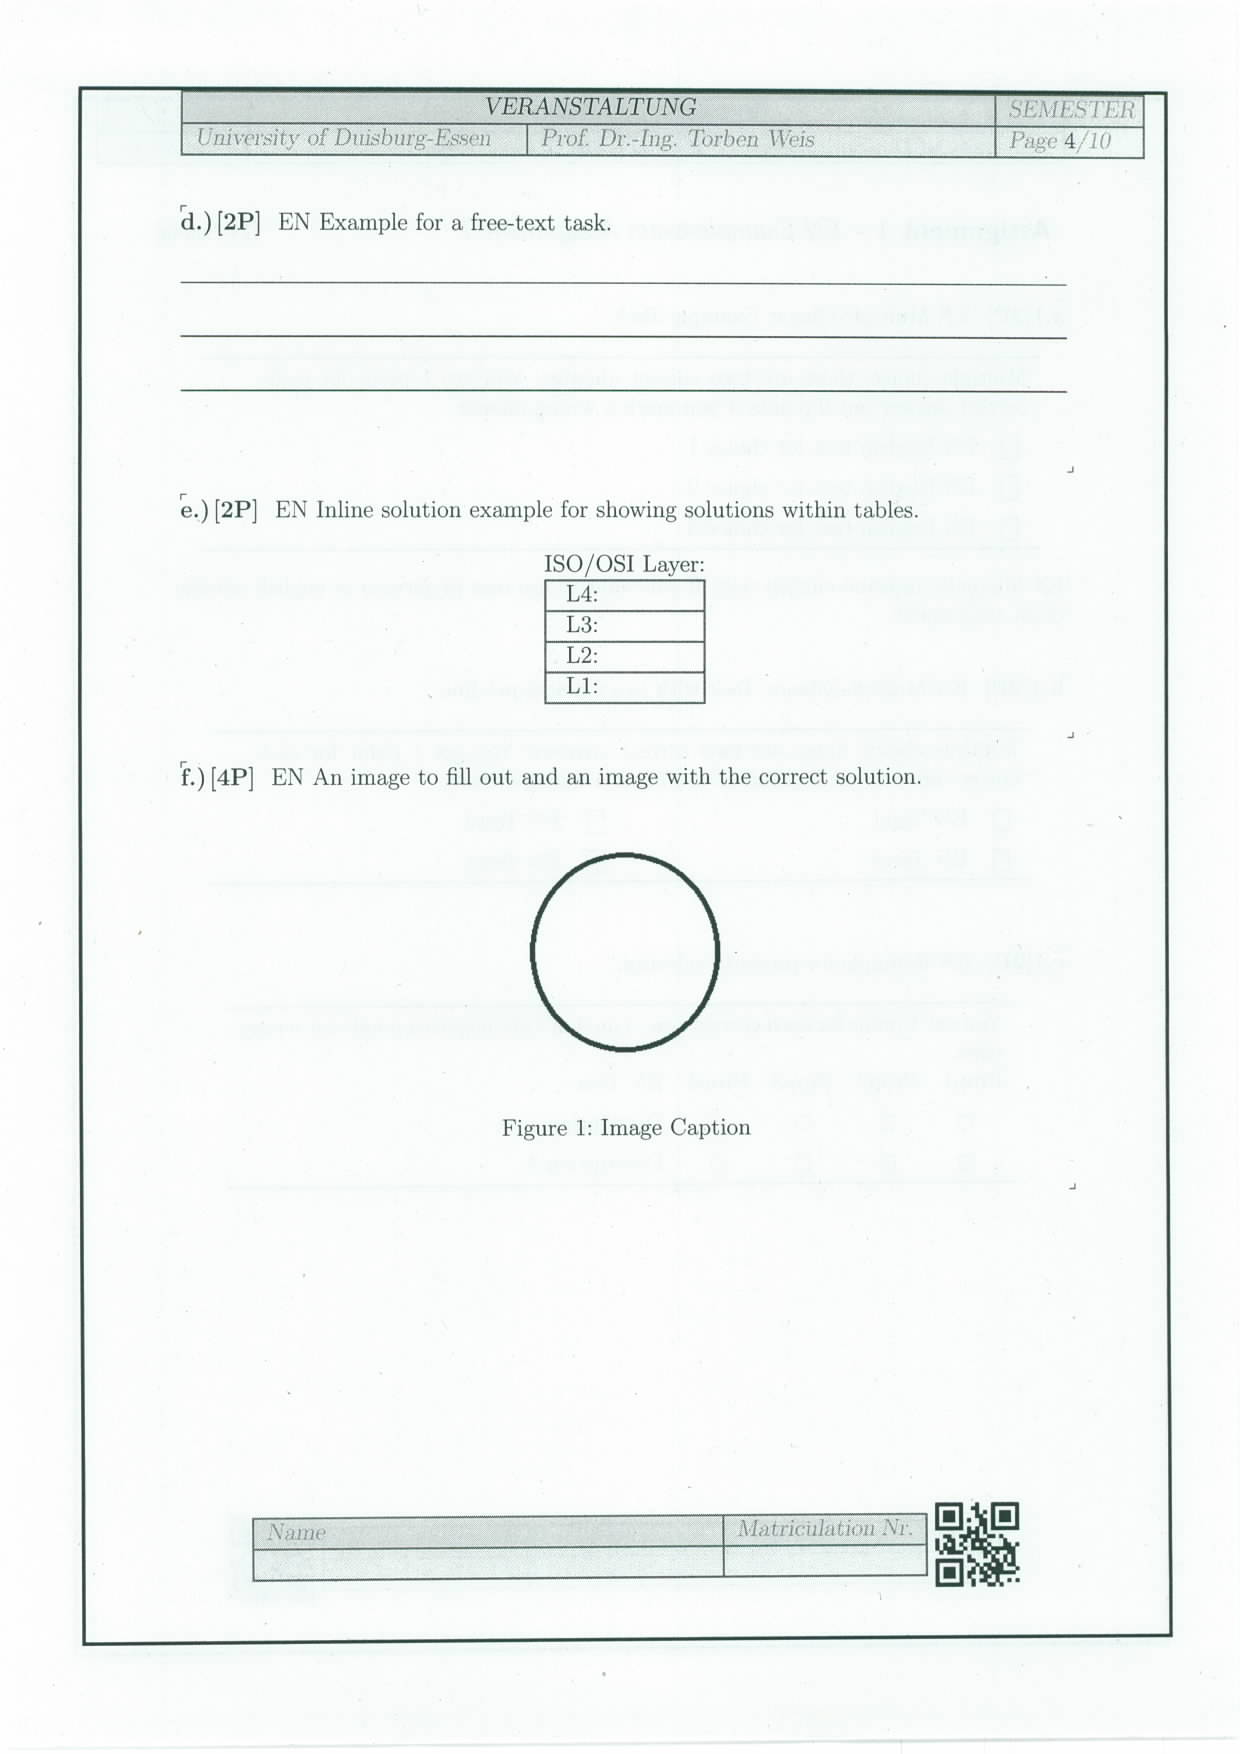 VERANSTALTUNG
SEMESTER
University of Duisburg-Essen
Prof. Dr.-Ing. Torben Weis
Page 4/10
d.) [2P] EN Example for a free-text task.
e.) [2P] EN Inline solution example for showing solutions within tables.
ISO/OSI Layer:
L4:
L3:
L2:
L1:
f.) [4P] EN An image to fill out and an image with the correct solution.
Figure 1: Image Caption
Name
Matriculation Nr.